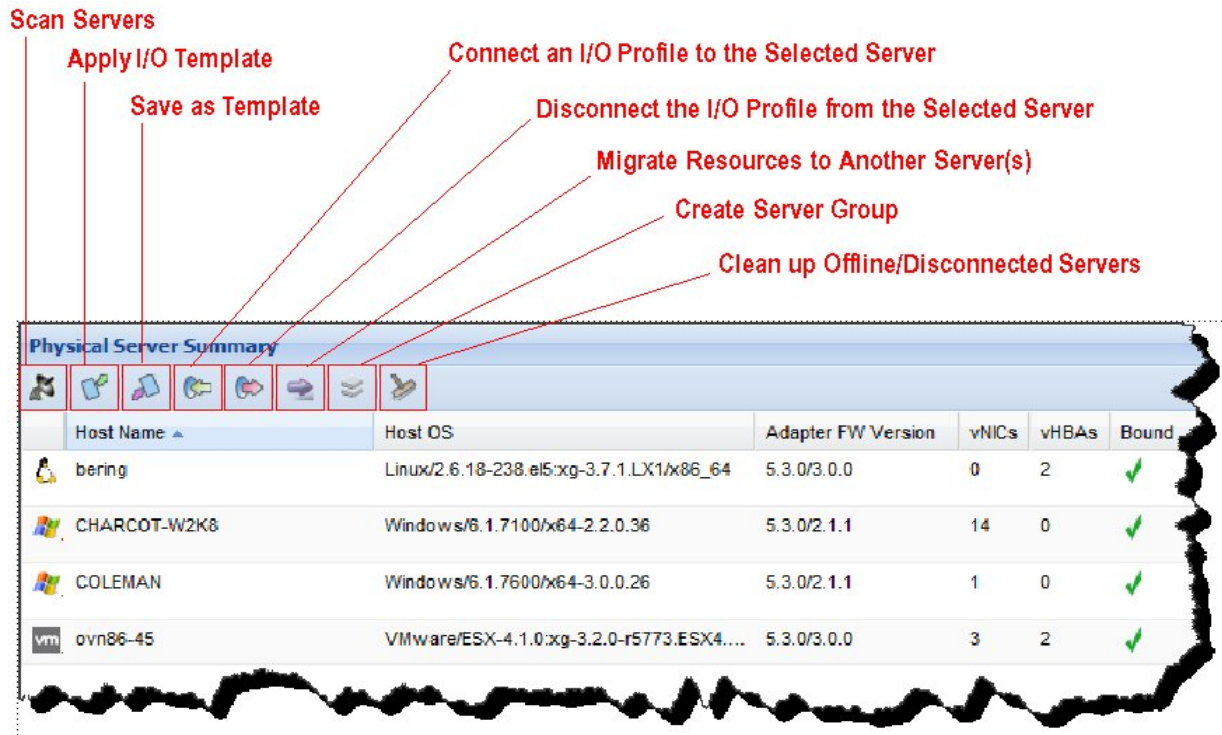 Scan Servers
Apply I/O Template
Save as Template
Connect an I/O Profile to the Selected Server
Disconnect the I/O Profile from the Selected Server
Migrate Resources to Another Server(s)
Create Server Group
Clean up Offline/Disconnected Servers
Physical Server Summary
Host Name Host OS Adapter FW Version vNICs vHBAs Bound
bering Linux/2.6.18-238.el5:xg-3.7.1.LX1/x86_64 5.3.0/3.0.0 0 2
CHARCOT-W2K8 Windows/6.1.7100/x64-2.2.0.36 5.3.0/2.1.1 14 0
COLEMAN Windows/6.1.7600/x64-3.0.0.26 5.3.0/2.1.1 1 0
vm ovn86-45 VMware/ESX-4.1.0:xg-3.2.0-r5773.ESX4.... 5.3.0/3.0.0 3 2